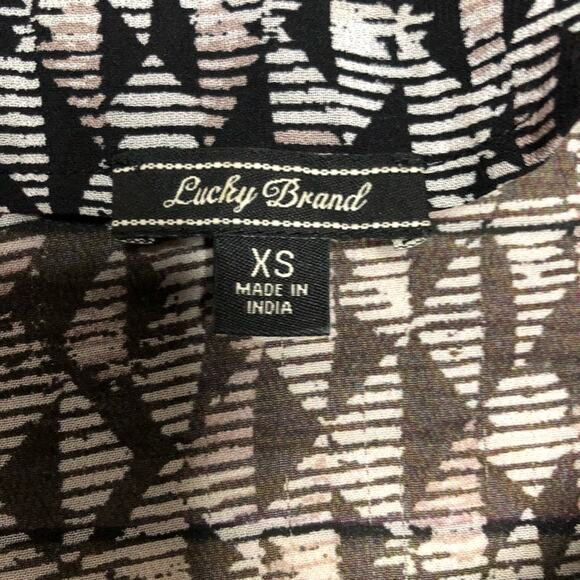 Lucky Brand
XS
MADE IN
INDIA